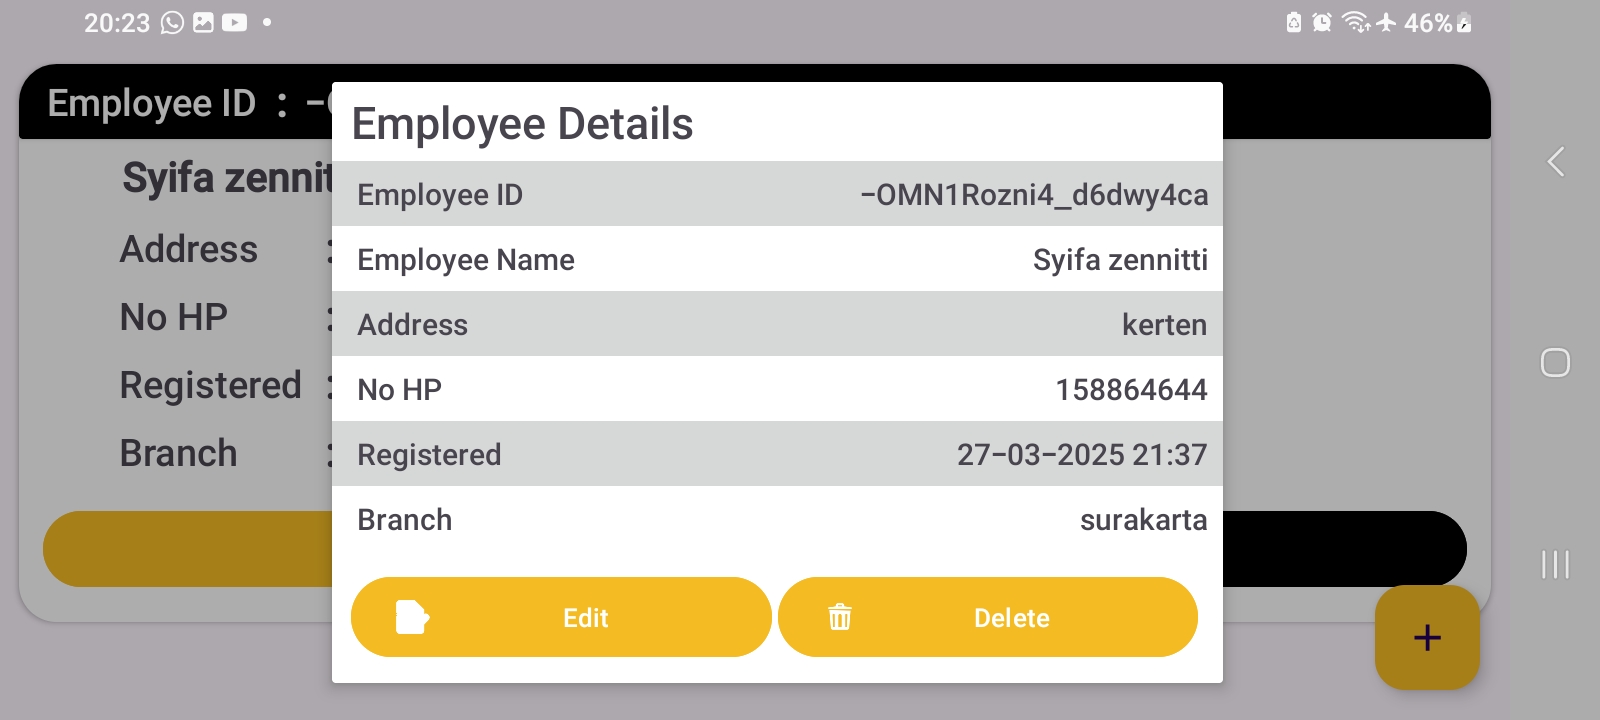 20:23
46%
Employee ID : -
Employee Details
Employee ID -OMN1Rozni4_d6dwy4ca
Syifa zennit
Employee Name Syifa zennitti
Address :
Address kerten
No HP :
No HP 158864644
Registered :
Registered 27-03-2025 21:37
Branch :
Branch surakarta
Edit
Delete
+